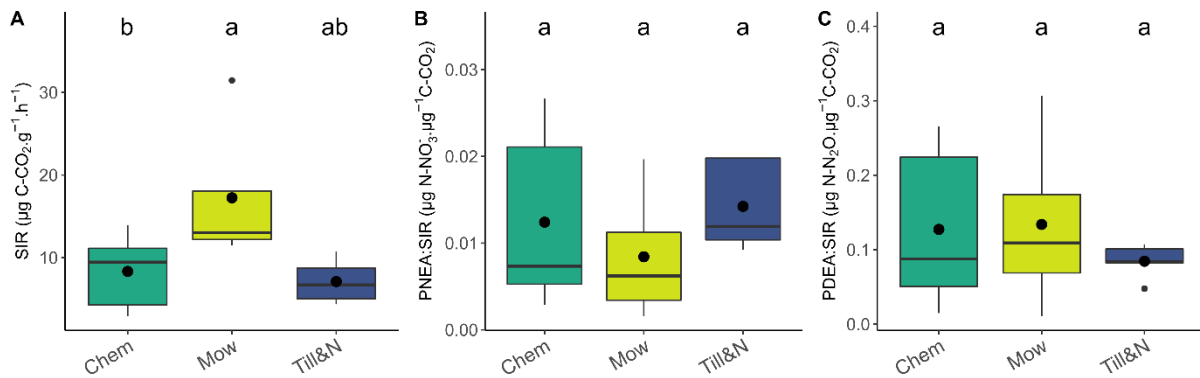 A
b a ab
SIR (µg C-CO₂.g⁻¹.h⁻¹)
30
20
10
Chem Mow Till&N
B
a a a
PNEA:SIR (µg N-NO₃⁻.µg⁻¹C-CO₂)
0.03
0.02
0.01
0.00
Chem Mow Till&N
C
a a a
PDEA:SIR (µg N-N₂O.µg⁻¹C-CO₂)
0.4
0.3
0.2
0.1
0.0
Chem Mow Till&N